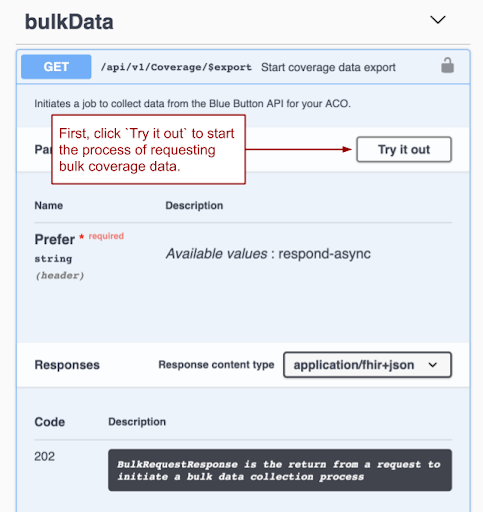 bulkData
GET /api/v1/Coverage/$export Start coverage data export
Initiates a job to collect data from the Blue Button API for your ACO.
First, click `Try it out` to start
the process of requesting
bulk coverage data.
Par
Try it out
Name Description
Prefer * required
string
(header)
Available values : respond-async
Responses Response content type application/fhir+json
Code Description
202
BulkRequestResponse is the return from a request to
initiate a bulk data collection process